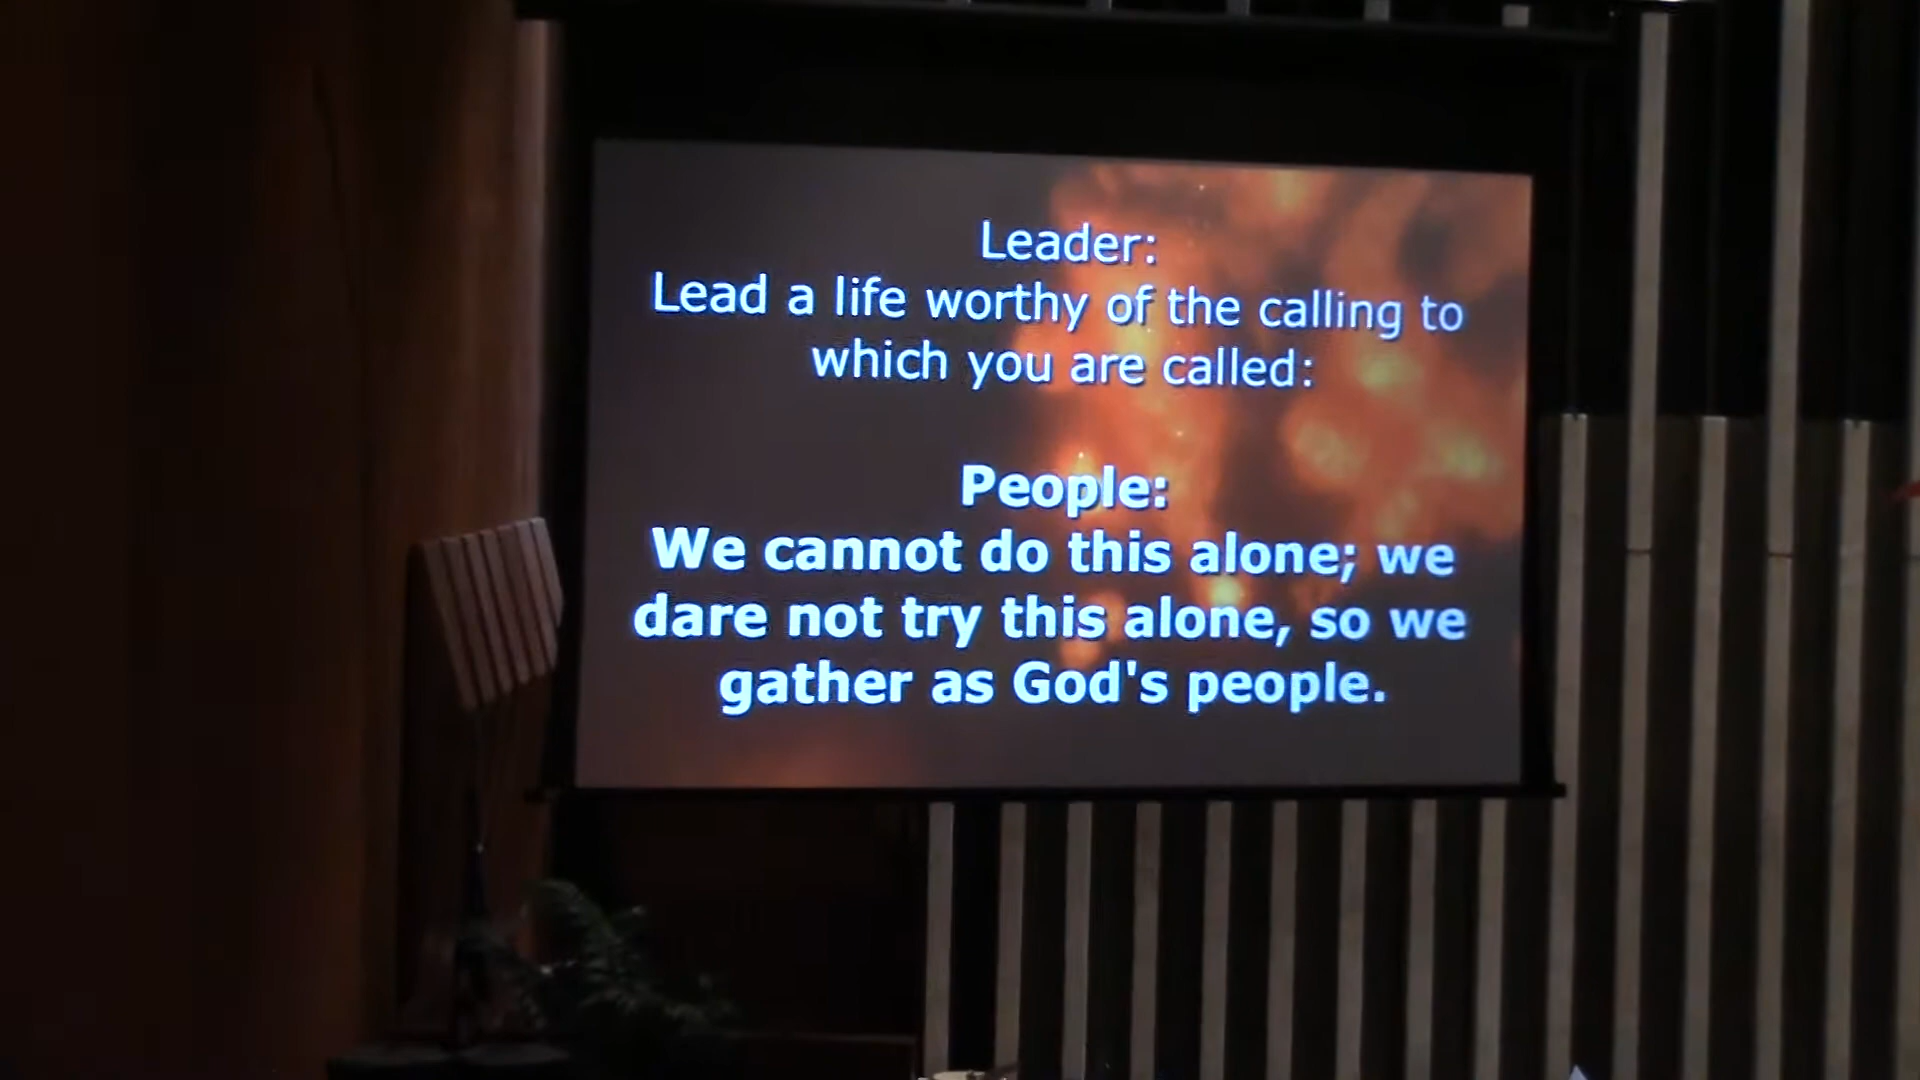 Leader:
Lead a life worthy of the calling to
which you are called:
People:
We cannot do this alone; we
dare not try this alone, so we
gather as God's people.